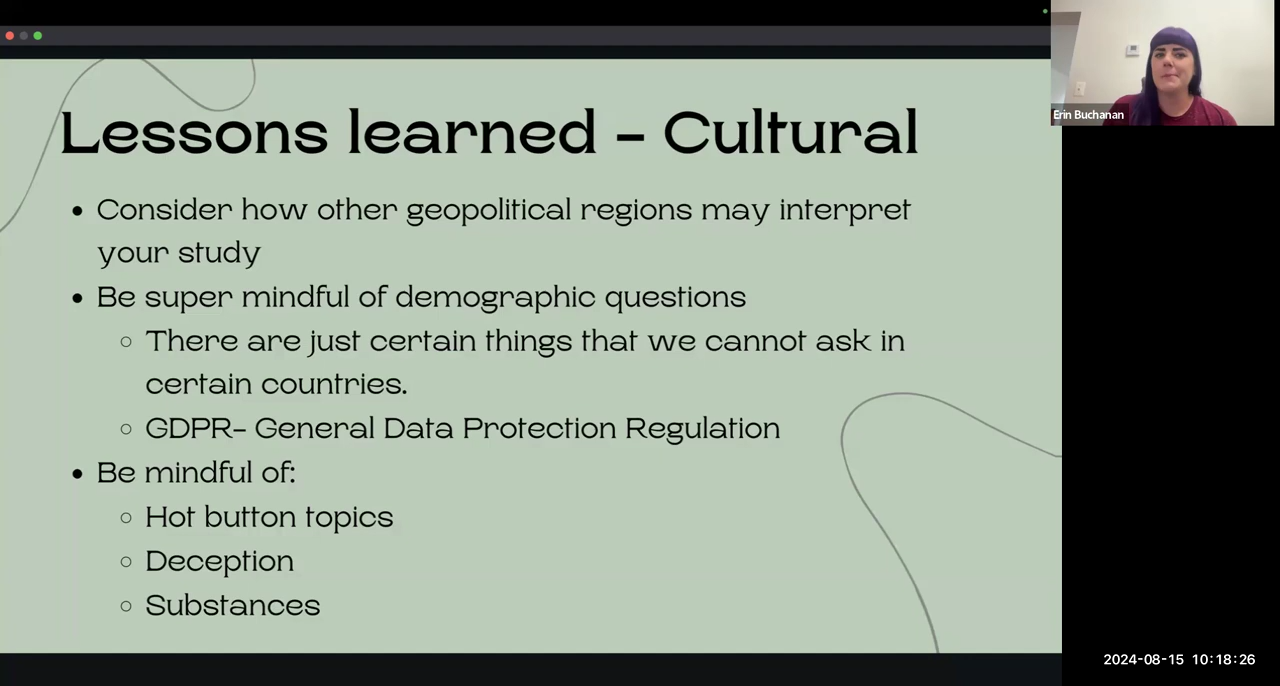 Lessons learned - Cultural
Consider how other geopolitical regions may interpret
your study
Be super mindful of demographic questions
There are just certain things that we cannot ask in
certain countries.
GDPR- General Data Protection Regulation
Be mindful of:
Hot button topics
Deception
Substances
Erin Buchanan
2024-08-15 10:18:26